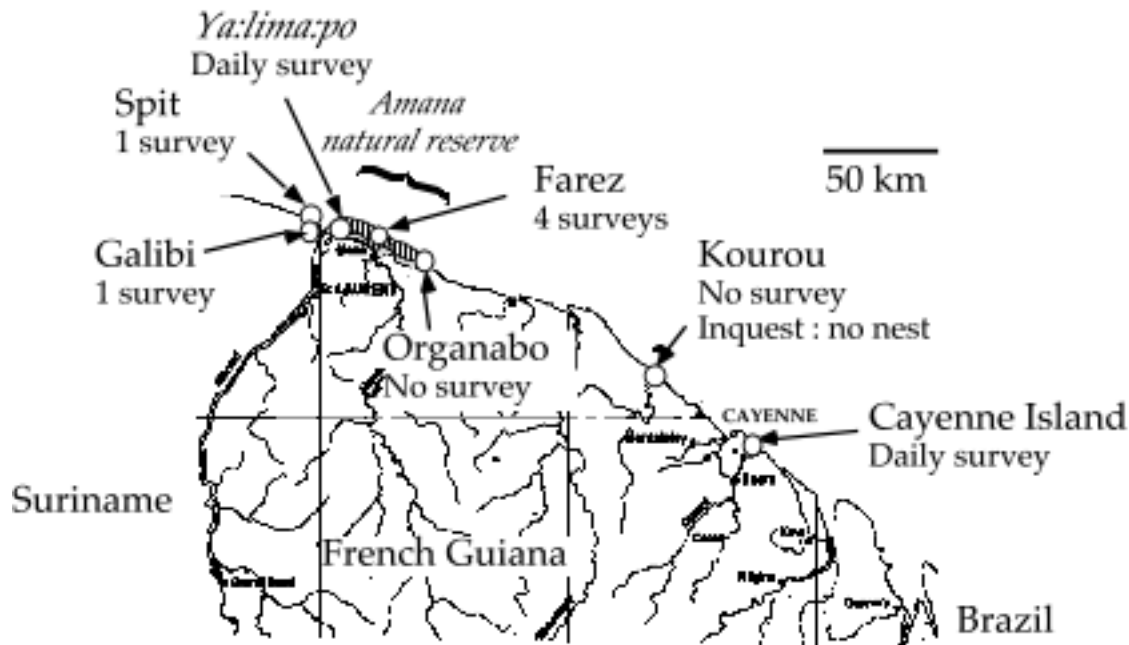 Ya:lima:po
Daily survey
Spit
1 survey
Amana
natural reserve
50 km
Farez
4 surveys
Galibi
1 survey
Kourou
No survey
Inquest : no nest
Organabo
No survey
CAYENNE
Cayenne Island
Daily survey
Suriname
French Guiana
Brazil